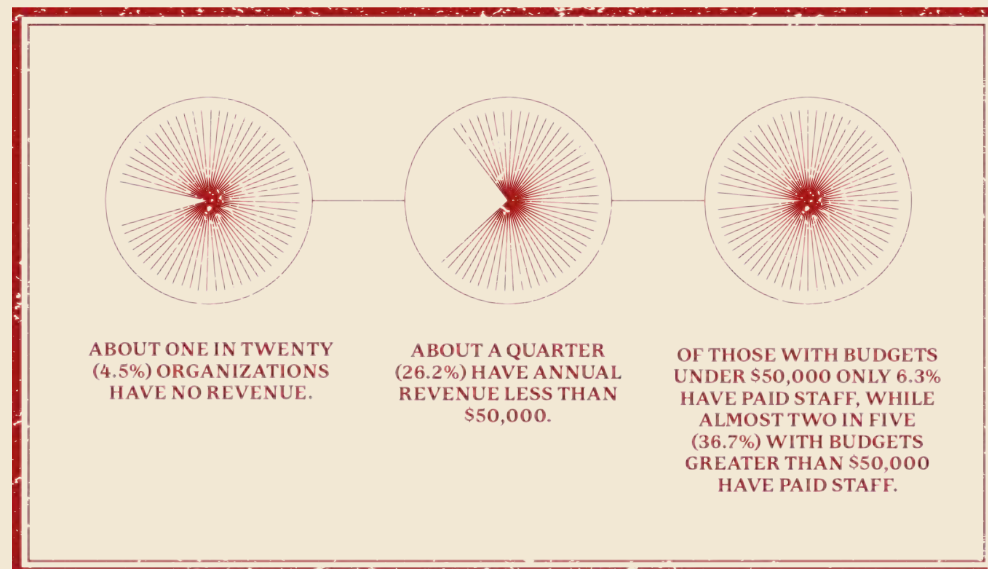 ABOUT ONE IN TWENTY
(4.5%) ORGANIZATIONS
HAVE NO REVENUE.
ABOUT A QUARTER
(26.2%) HAVE ANNUAL
REVENUE LESS THAN
$50,000.
OF THOSE WITH BUDGETS
UNDER $50,000 ONLY 6.3%
HAVE PAID STAFF, WHILE
ALMOST TWO IN FIVE
(36.7%) WITH BUDGETS
GREATER THAN $50,000
HAVE PAID STAFF.